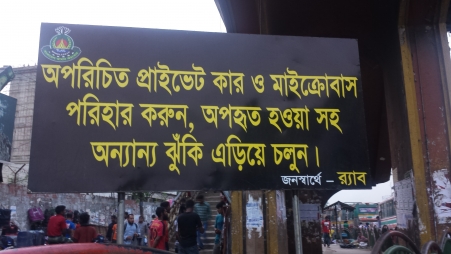 অপরিচিত প্রাইভেট কার ও মাইক্রোবাস
পরিহার করুন, অপহৃত হওয়া সহ
অন্যান্য ঝুঁকি এড়িয়ে চলুন।
জনস্বার্থে – র‍্যাব